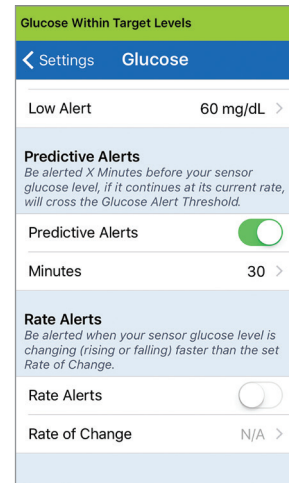 Glucose Within Target Levels
Settings Glucose
Low Alert 60 mg/dL
Predictive Alerts
Be alerted X Minutes before your sensor
glucose level, if it continues at its current rate,
will cross the Glucose Alert Threshold.
Predictive Alerts
Minutes 30
Rate Alerts
Be alerted when your sensor glucose level is
changing (rising or falling) faster than the set
Rate of Change.
Rate Alerts
Rate of Change N/A